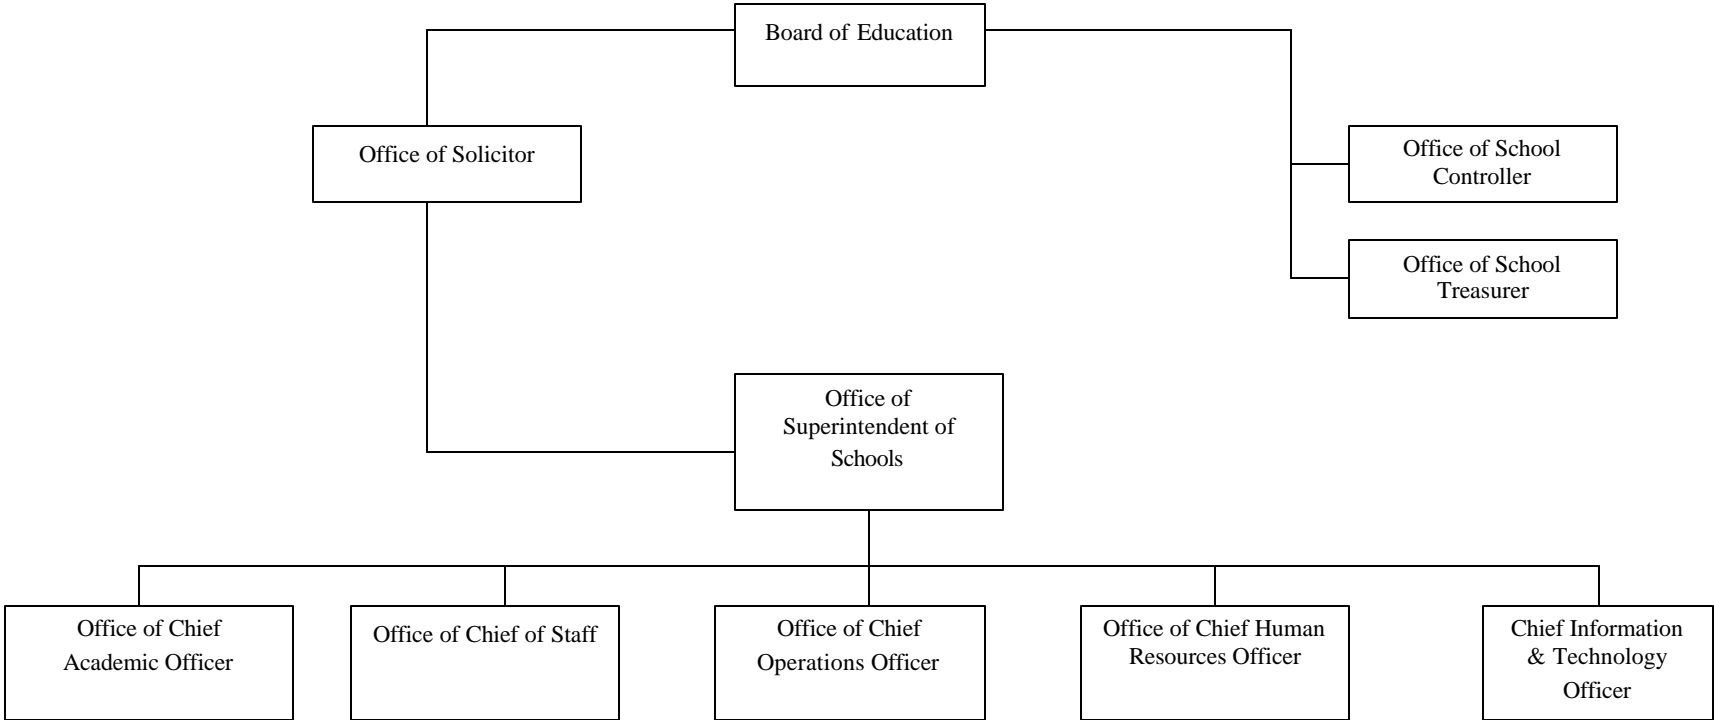 Board of Education
Office of Solicitor
Office of School
Controller
Office of School
Treasurer
Office of
Superintendent of
Schools
Office of Chief
Academic Officer
Office of Chief of Staff
Office of Chief
Operations Officer
Office of Chief Human
Resources Officer
Chief Information
& Technology
Officer